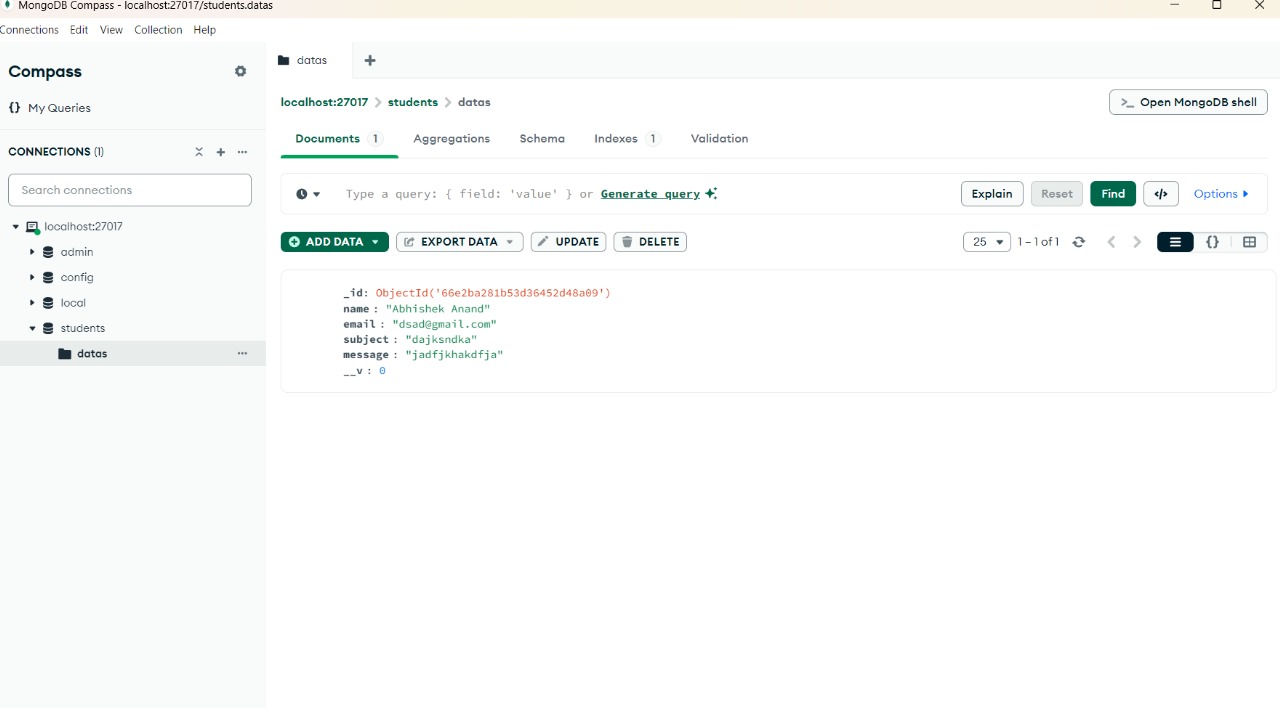 MongoDB Compass - localhost:27017/students.datas
Connections Edit View Collection Help
Compass
{} My Queries
CONNECTIONS (1)
Search connections
localhost:27017
admin
config
local
students
datas
datas
localhost:27017 > students > datas
>_ Open MongoDB shell
Documents 1 Aggregations Schema Indexes 1 Validation
Type a query: { field: 'value' } or Generate query
Explain Reset Find </> Options
ADD DATA EXPORT DATA UPDATE DELETE
25 1 – 1 of 1 {}
_id: ObjectId('66e2ba281b53d36452d48a09')
name : "Abhishek Anand"
email : "dsad@gmail.com"
subject : "dajksndka"
message : "jadfjkhakdfja"
__v : 0